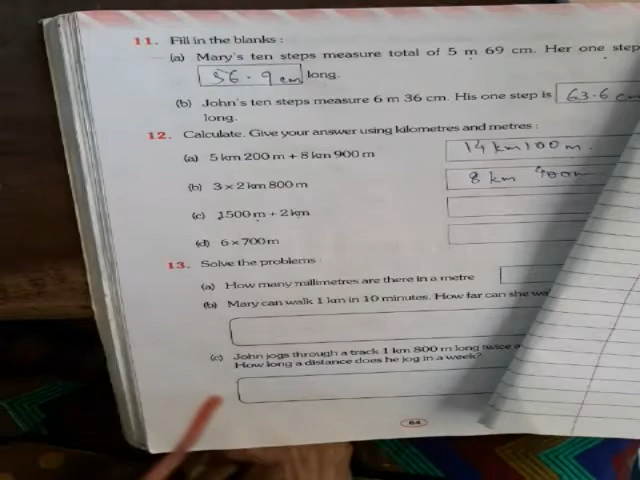 11. Fill in the blanks :
(a) Mary's ten steps measure total of 5 m 69 cm. Her one step
56.9 cm long.
(b) John's ten steps measure 6 m 36 cm. His one step is 63.6 cm
long.
12. Calculate. Give your answer using kilometres and metres :
(a) 5 km 200 m + 8 km 900 m 14 km 100 m.
(b) 3 × 2 km 800 m 8 km 400m
(c) 1500 m + 2 km
(d) 6 × 700 m
13. Solve the problems :
(a) How many millimetres are there in a metre
(b) Mary can walk 1 km in 10 minutes. How far can she
(c) John jogs through a track 1 km 800 m long twice
How long a distance does he jog in a week?
64